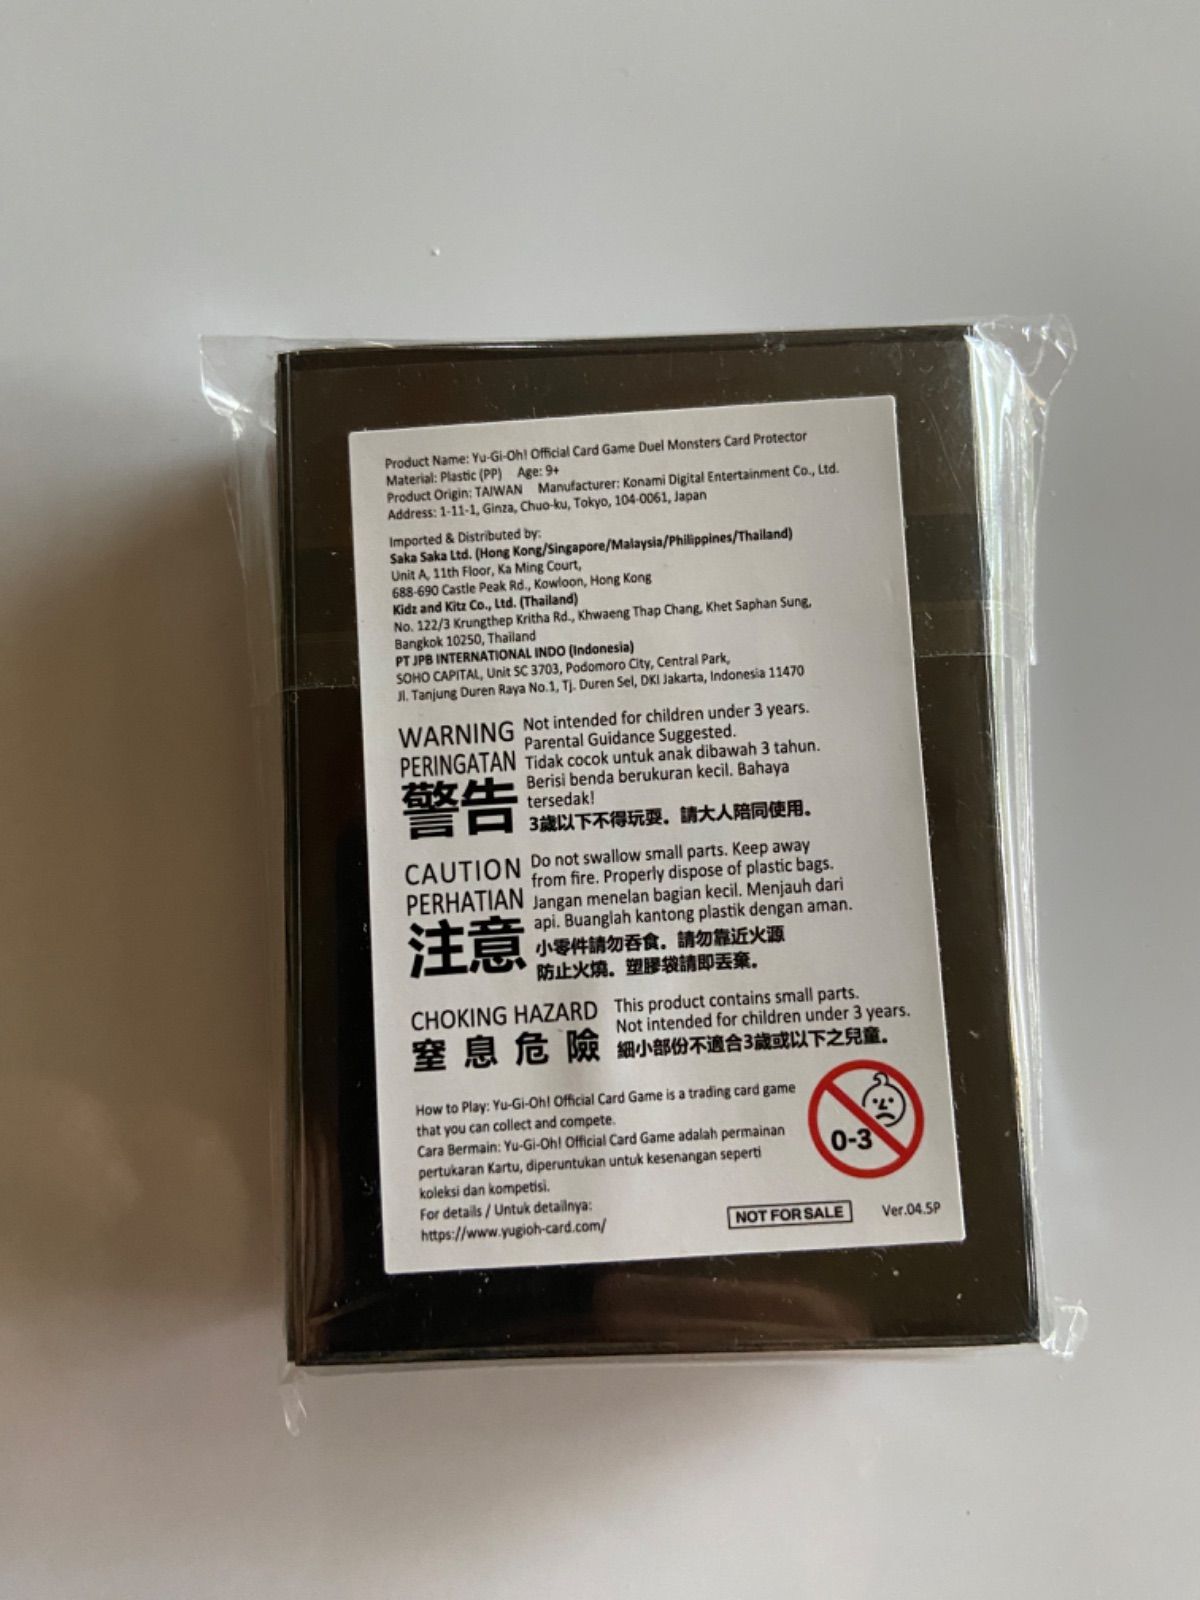 Product Name: Yu-Gi-Oh! Official Card Game Duel Monsters Card Protector
Material: Plastic (PP) Age: 9+
Product Origin: TAIWAN Manufacturer: Konami Digital Entertainment Co., Ltd.
Address: 1-11-1, Ginza, Chuo-ku, Tokyo, 104-0061, Japan
Imported & Distributed by:
Saka Saka Ltd. (Hong Kong/Singapore/Malaysia/Philippines/Thailand)
Unit A, 11th Floor, Ka Ming Court,
688-690 Castle Peak Rd., Kowloon, Hong Kong
Kidz and Kitz Co., Ltd. (Thailand)
No. 122/3 Krungthep Kritha Rd., Khwaeng Thap Chang, Khet Saphan Sung,
Bangkok 10250, Thailand
PT JPB INTERNATIONAL INDO (Indonesia)
SOHO CAPITAL, Unit SC 3703, Podomoro City, Central Park,
Jl. Tanjung Duren Raya No.1, Tj. Duren Sel, DKI Jakarta, Indonesia 11470
WARNING
PERINGATAN
警告
Not intended for children under 3 years.
Parental Guidance Suggested.
Tidak cocok untuk anak dibawah 3 tahun.
Berisi benda berukuran kecil. Bahaya
tersedak!
3歲以下不得玩耍。請大人陪同使用。
CAUTION
PERHATIAN
注意
Do not swallow small parts. Keep away
from fire. Properly dispose of plastic bags.
Jangan menelan bagian kecil. Menjauh dari
api. Buanglah kantong plastik dengan aman.
小零件請勿吞食。請勿靠近火源
防止火燒。塑膠袋請即丟棄。
CHOKING HAZARD
窒息危險
This product contains small parts.
Not intended for children under 3 years.
細小部份不適合3歲或以下之兒童。
How to Play: Yu-Gi-Oh! Official Card Game is a trading card game
that you can collect and compete.
Cara Bermain: Yu-Gi-Oh! Official Card Game adalah permainan
pertukaran Kartu, diperuntukan untuk kesenangan seperti
koleksi dan kompetisi.
For details / Untuk detailnya:
https://www.yugioh-card.com/
0-3
NOT FOR SALE
Ver.04.5P